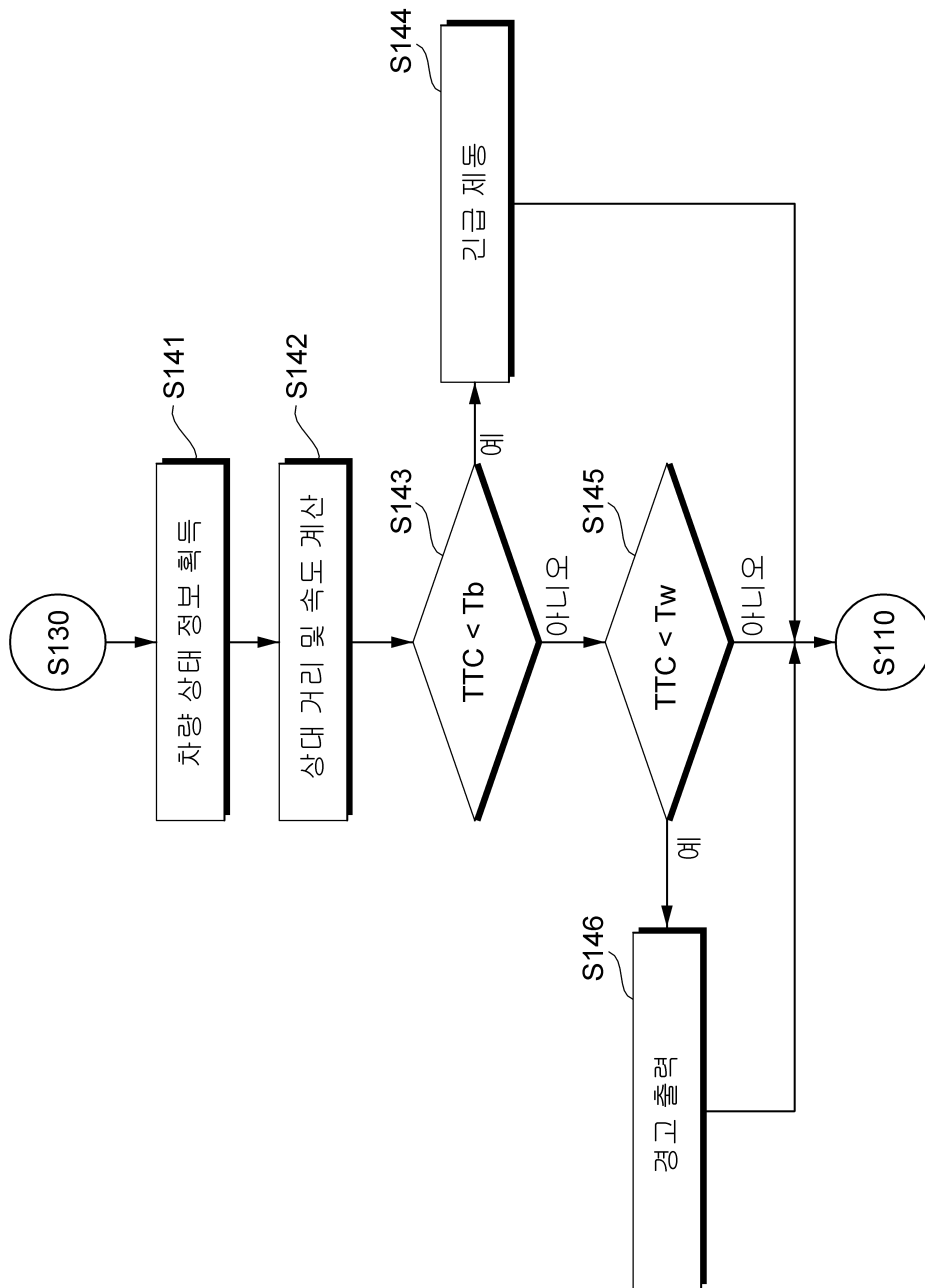 S130
차량 상태 정보 획득
S141
상대 거리 및 속도 계산
S142
TTC < Tb
S143
예
긴급 제동
S144
아니오
TTC < Tw
S145
예
경고 출력
S146
아니오
S110